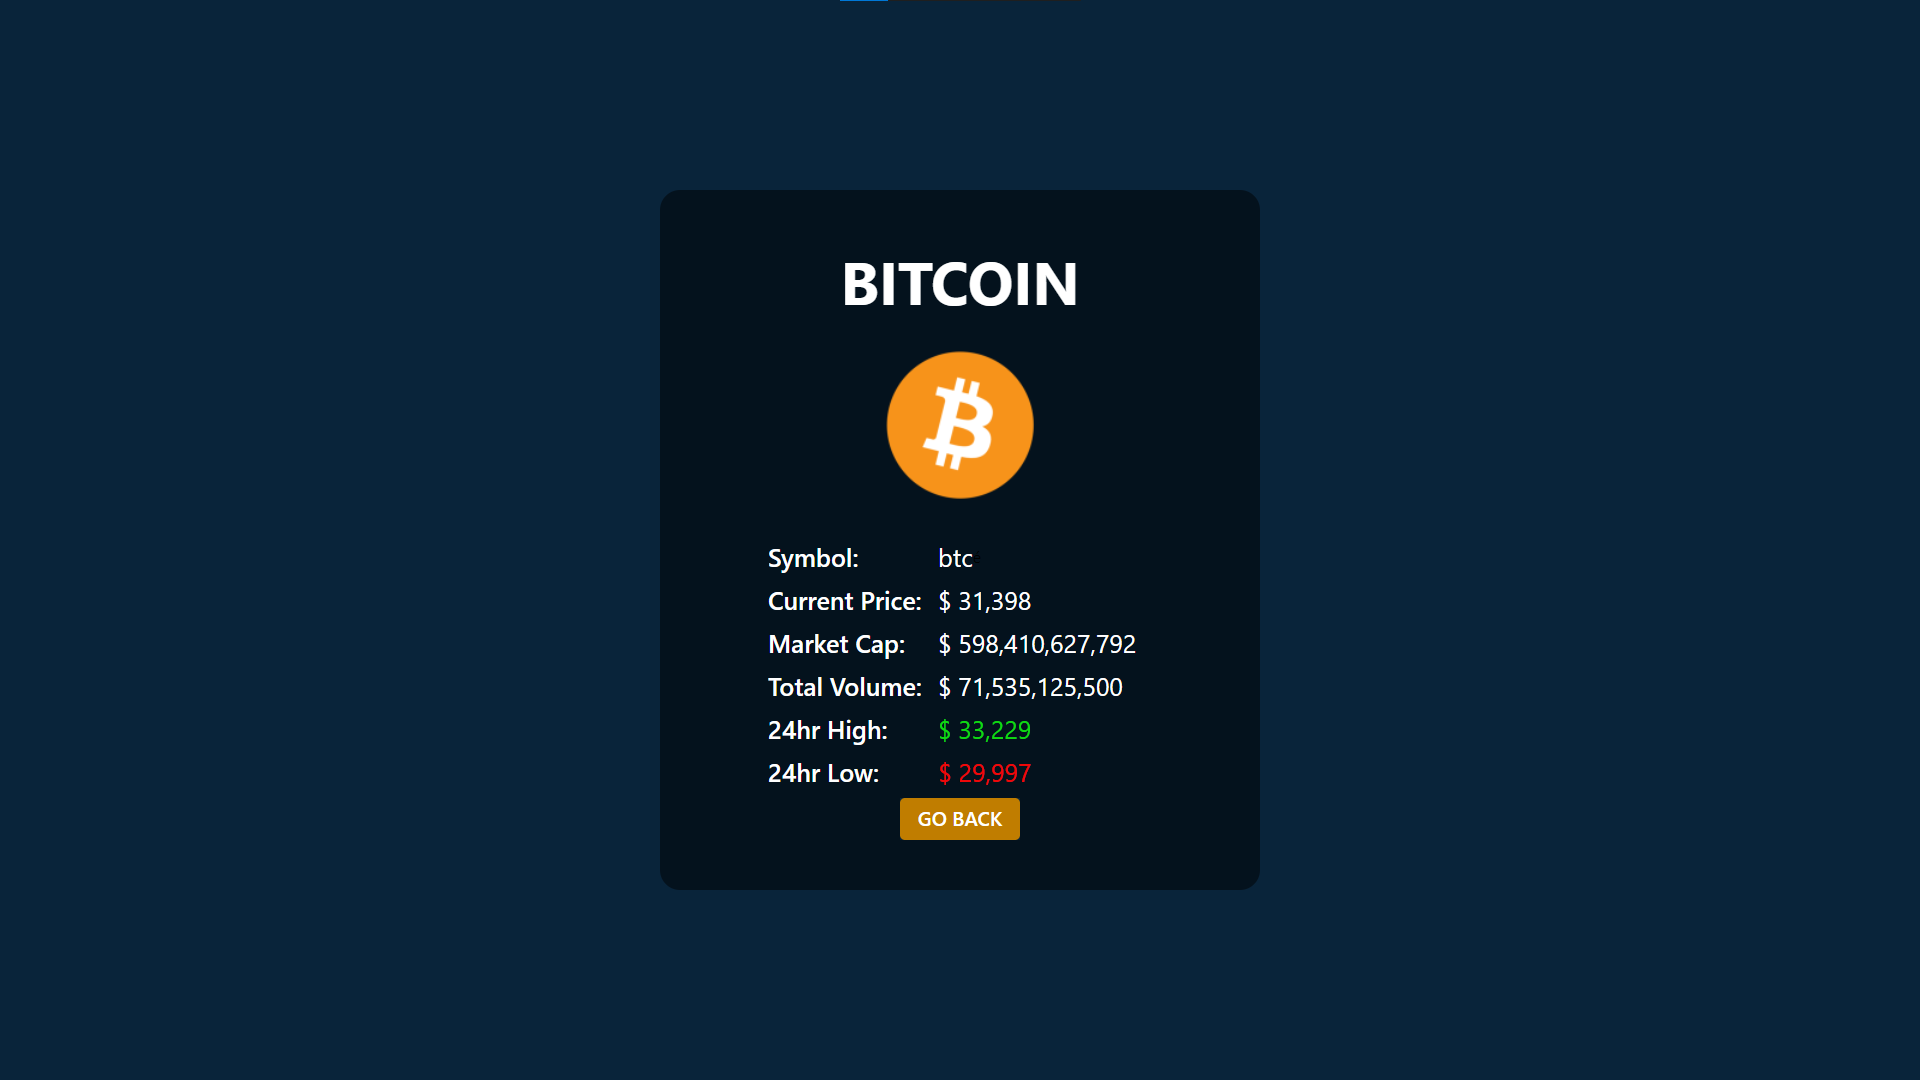 BITCOIN
Symbol: btc
Current Price: $ 31,398
Market Cap: $ 598,410,627,792
Total Volume: $ 71,535,125,500
24hr High: $ 33,229
24hr Low: $ 29,997
GO BACK